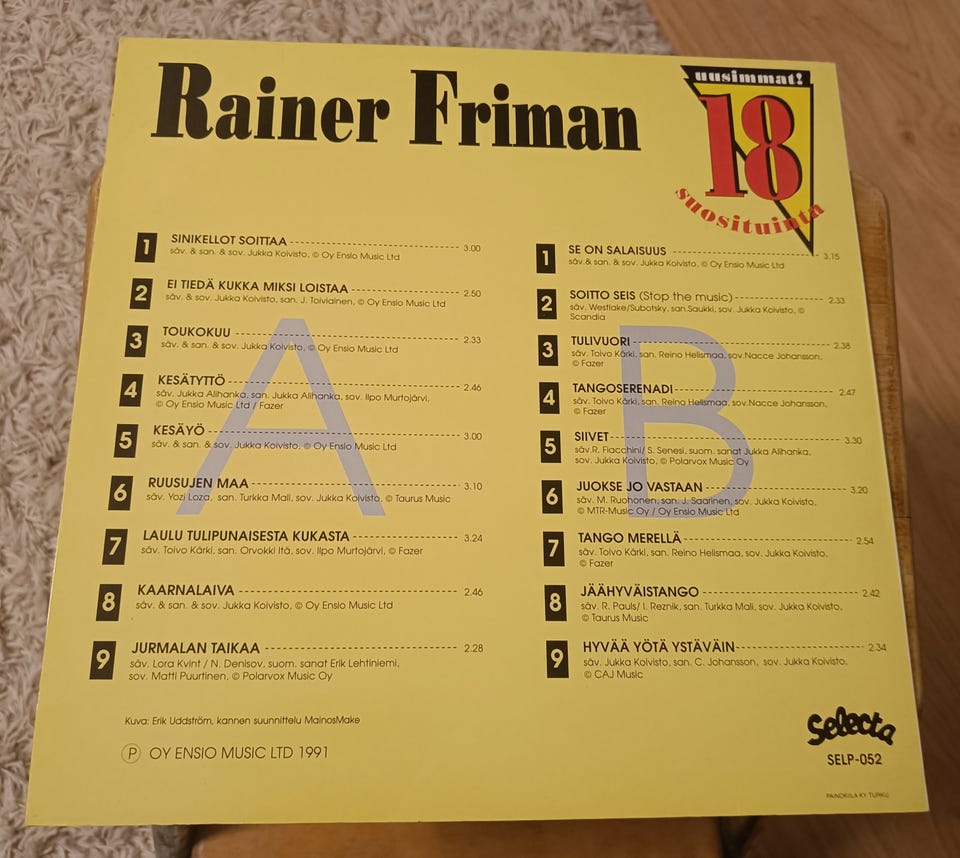 Rainer Friman
uusimmat!
18
suosituinta
A
1 SINIKELLOT SOITTAA 3.00
säv. & san. & sov. Jukka Koivisto, © Oy Ensio Music Ltd
2 EI TIEDÄ KUKKA MIKSI LOISTAA 2.50
säv. & sov. Jukka Koivisto, san. J. Toiviainen, © Oy Ensio Music Ltd
3 TOUKOKUU 2.33
säv. & san. & sov. Jukka Koivisto, © Oy Ensio Music Ltd
4 KESÄTYTTÖ 2.46
säv. Jukka Alihanka, san. Jukka Alihanka, sov. Ilpo Murtojärvi,
© Oy Ensio Music Ltd / Fazer
5 KESÄYÖ 3.00
säv. & san. & sov. Jukka Koivisto, © Oy Ensio Music Ltd
6 RUUSUJEN MAA 3.10
säv. Yozi Loza, san. Turkka Mali, sov. Jukka Koivisto, © Taurus Music
7 LAULU TULIPUNAISESTA KUKASTA 3.24
säv. Toivo Kärki, san. Orvokki Itä, sov. Ilpo Murtojärvi, © Fazer
8 KAARNALAIVA 2.46
säv. & san. & sov. Jukka Koivisto, © Oy Ensio Music Ltd
9 JURMALAN TAIKAA 2.28
säv. Lora Kvint / N. Denisov, suom. sanat Erik Lehtiniemi,
sov. Matti Puurtinen, © Polarvox Music Oy
B
1 SE ON SALAISUUS 3.15
säv.& san. & sov. Jukka Koivisto, © Oy Ensio Music Ltd
2 SOITTO SEIS (Stop the music) 2.33
säv. Westlake/Subotsky, san.Saukki, sov. Jukka Koivisto, ©
Scandia
3 TULIVUORI 2.38
säv. Toivo Kärki, san. Reino Helismaa, sov.Nacce Johansson,
© Fazer
4 TANGOSERENADI 2.47
säv. Toivo Kärki, san. Reino Helismaa, sov.Nacce Johansson,
© Fazer
5 SIIVET 3.30
säv.R. Fiacchini/ S. Senesi, suom. sanat Jukka Alihanka,
sov. Jukka Koivisto, © Polarvox Music Oy
6 JUOKSE JO VASTAAN 3.20
säv. M. Ruohonen, san. J. Saarinen, sov. Jukka Koivisto,
© MTR-Music Oy / Oy Ensio Music Ltd
7 TANGO MERELLÄ 2.54
säv. Toivo Kärki, san. Reino Helismaa, sov. Jukka Koivisto,
© Fazer
8 JÄÄHYVÄISTANGO 2.42
säv. R. Pauls/ I. Reznik, san. Turkka Mali, sov. Jukka Koivisto,
© Taurus Music
9 HYVÄÄ YÖTÄ YSTÄVÄIN 2.34
säv. Jukka Koivisto, san. C. Johansson, sov. Jukka Koivisto,
© CAJ Music
Kuva: Erik Uddström, kannen suunnittelu MainosMake
Ⓟ OY ENSIO MUSIC LTD 1991
Selecta
SELP-052
PAINOKIILA KY TURKU